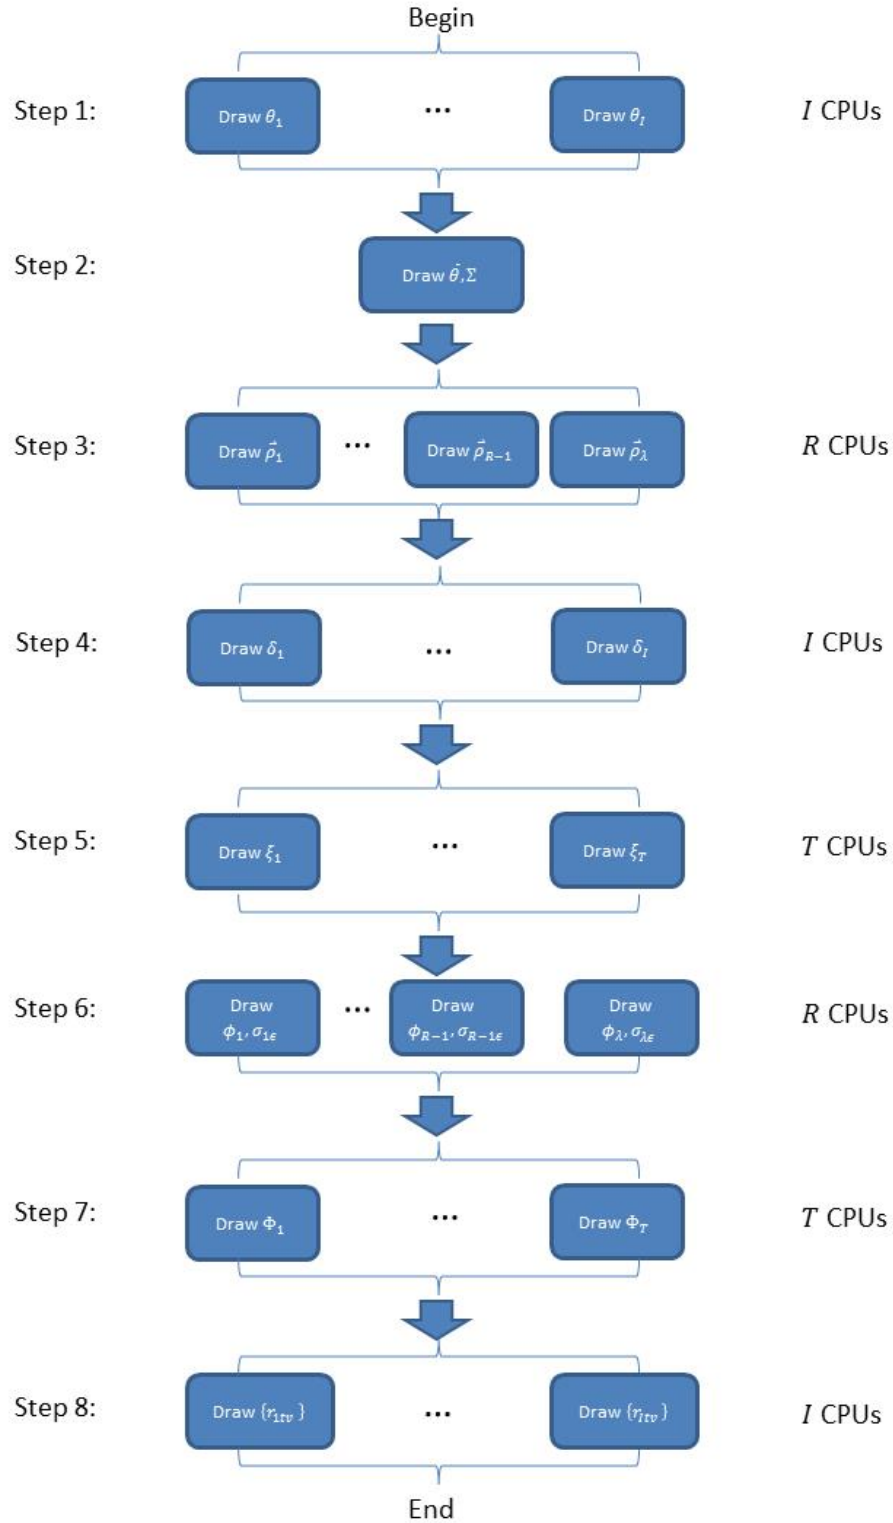 Begin
Step 1: Draw θ₁ ... Draw θ_I I CPUs
Step 2: Draw θ̄,Σ
Step 3: Draw ρ⃗₁ ... Draw ρ⃗_{R−1} Draw ρ⃗_λ R CPUs
Step 4: Draw δ₁ ... Draw δ_I I CPUs
Step 5: Draw ξ₁ ... Draw ξ_T T CPUs
Step 6: Draw ϕ₁,σ_{1ϵ} ... Draw ϕ_{R−1},σ_{R−1ϵ} Draw ϕ_λ,σ_{λϵ} R CPUs
Step 7: Draw Φ₁ ... Draw Φ_T T CPUs
Step 8: Draw {r_{1tv}} ... Draw {r_{Itv}} I CPUs
End